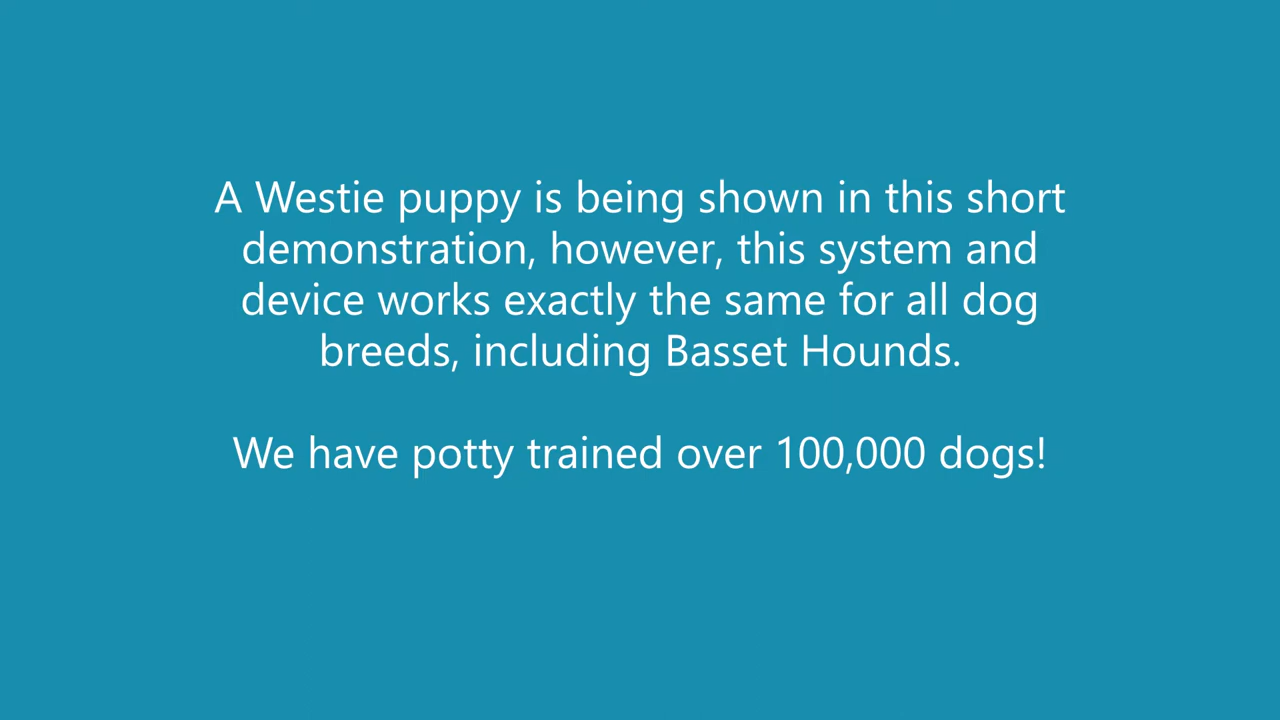 A Westie puppy is being shown in this short
demonstration, however, this system and
device works exactly the same for all dog
breeds, including Basset Hounds.
We have potty trained over 100,000 dogs!